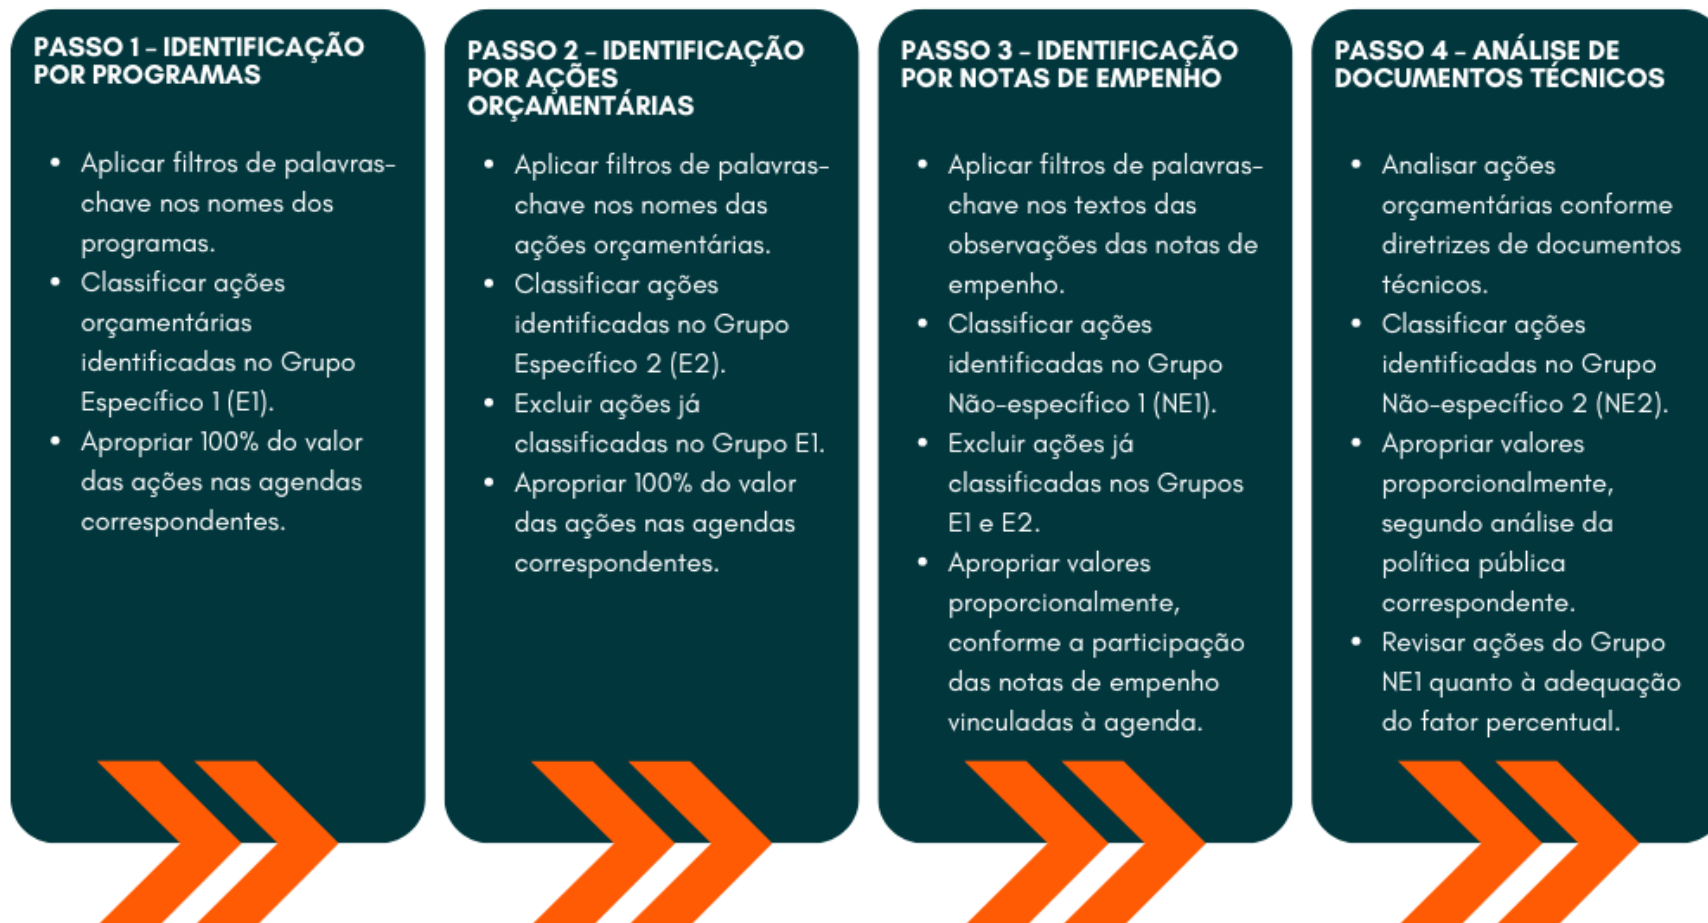 PASSO 1 – IDENTIFICAÇÃO
POR PROGRAMAS
• Aplicar filtros de palavras-
chave nos nomes dos
programas.
• Classificar ações
orçamentárias
identificadas no Grupo
Específico 1 (E1).
• Apropriar 100% do valor
das ações nas agendas
correspondentes.
PASSO 2 – IDENTIFICAÇÃO
POR AÇÕES
ORÇAMENTÁRIAS
• Aplicar filtros de palavras-
chave nos nomes das
ações orçamentárias.
• Classificar ações
identificadas no Grupo
Específico 2 (E2).
• Excluir ações já
classificadas no Grupo E1.
• Apropriar 100% do valor
das ações nas agendas
correspondentes.
PASSO 3 – IDENTIFICAÇÃO
POR NOTAS DE EMPENHO
• Aplicar filtros de palavras-
chave nos textos das
observações das notas de
empenho.
• Classificar ações
identificadas no Grupo
Não-específico 1 (NE1).
• Excluir ações já
classificadas nos Grupos
E1 e E2.
• Apropriar valores
proporcionalmente,
conforme a participação
das notas de empenho
vinculadas à agenda.
PASSO 4 – ANÁLISE DE
DOCUMENTOS TÉCNICOS
• Analisar ações
orçamentárias conforme
diretrizes de documentos
técnicos.
• Classificar ações
identificadas no Grupo
Não-específico 2 (NE2).
• Apropriar valores
proporcionalmente,
segundo análise da
política pública
correspondente.
• Revisar ações do Grupo
NE1 quanto à adequação
do fator percentual.